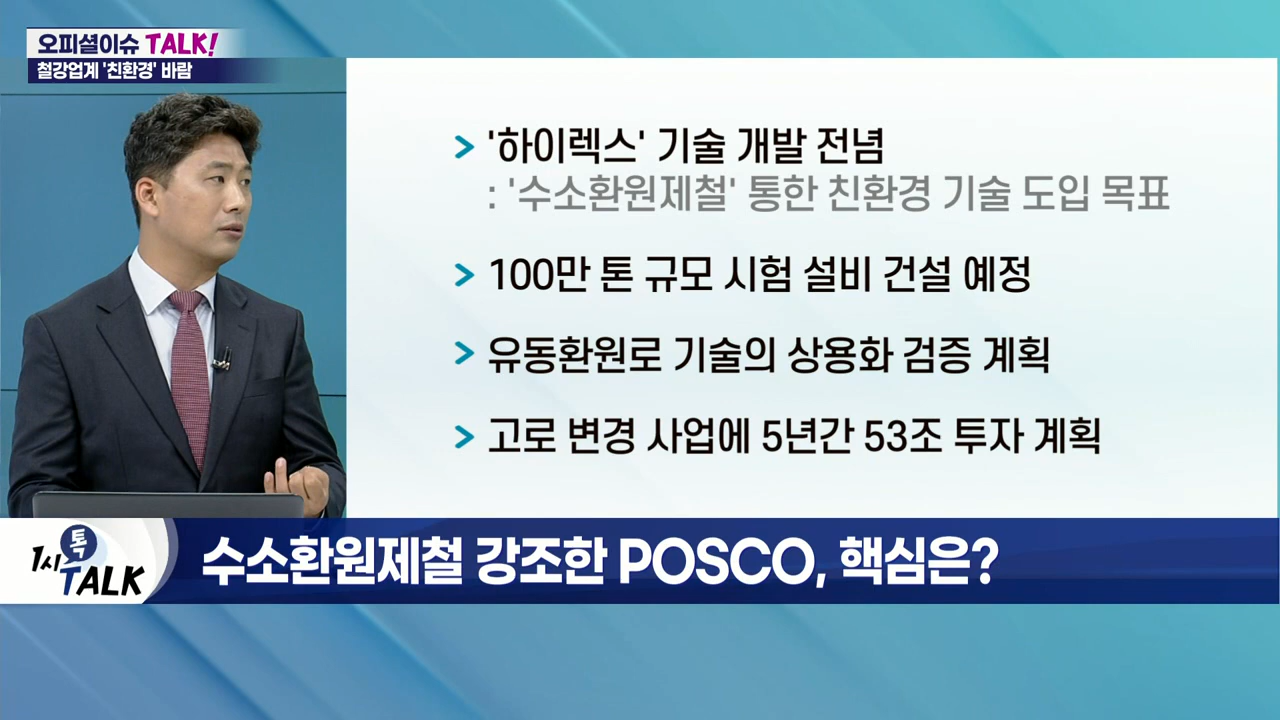 오피셜이슈 TALK!
철강업계 '친환경' 바람
> '하이렉스' 기술 개발 전념
: '수소환원제철' 통한 친환경 기술 도입 목표
> 100만 톤 규모 시험 설비 건설 예정
> 유동환원로 기술의 상용화 검증 계획
> 고로 변경 사업에 5년간 53조 투자 계획
1시 톡 TALK
수소환원제철 강조한 POSCO, 핵심은?